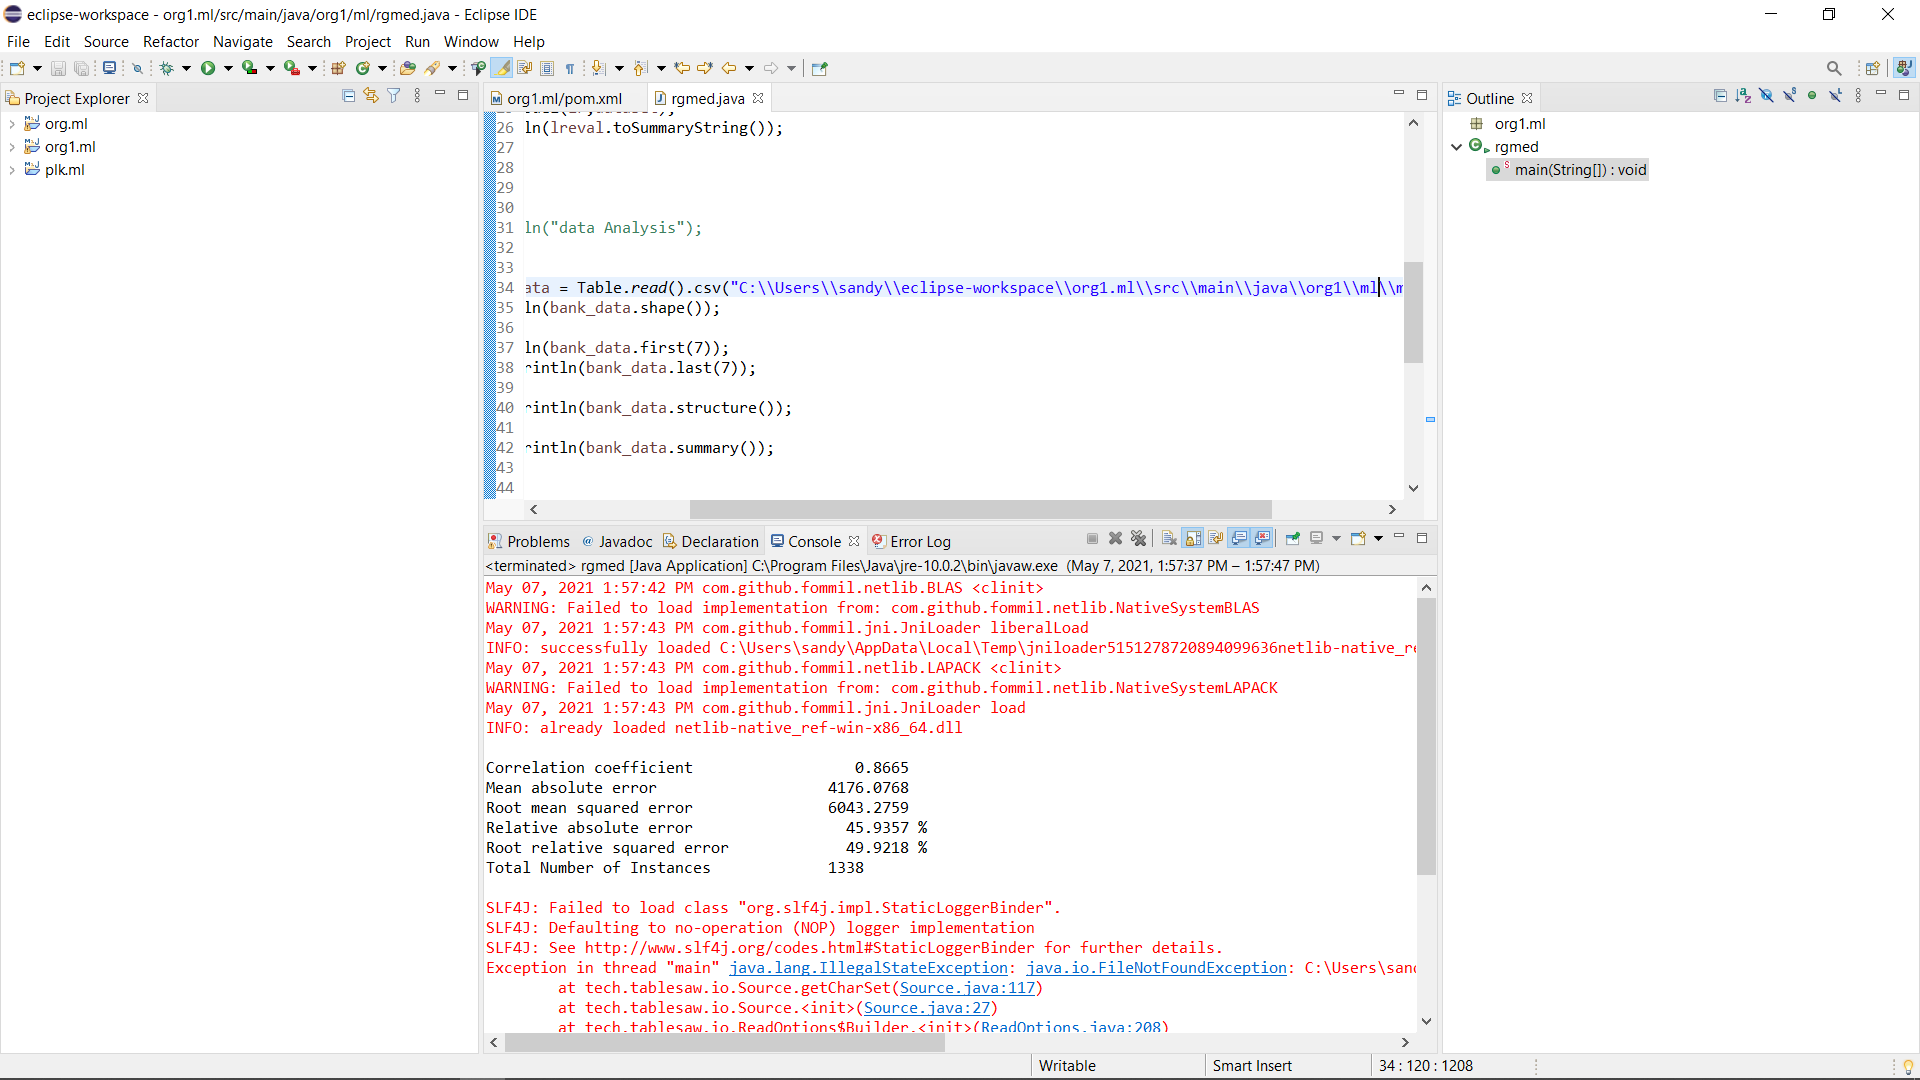 eclipse-workspace - org1.ml/src/main/java/org1/ml/rgmed.java - Eclipse IDE
File Edit Source Refactor Navigate Search Project Run Window Help
Project Explorer
org.ml
org1.ml
plk.ml
org1.ml/pom.xml rgmed.java
26 ln(lreval.toSummaryString());
27
28
29
30
31 ln("data Analysis");
32
33
34 ata = Table.read().csv("C:\\Users\\sandy\\eclipse-workspace\\org1.ml\\src\\main\\java\\org1\\ml\\m
35 ln(bank_data.shape());
36
37 ln(bank_data.first(7));
38 rintln(bank_data.last(7));
39
40 rintln(bank_data.structure());
41
42 rintln(bank_data.summary());
43
44
Outline
org1.ml
rgmed
main(String[]) : void
Problems @ Javadoc Declaration Console Error Log
<terminated> rgmed [Java Application] C:\Program Files\Java\jre-10.0.2\bin\javaw.exe (May 7, 2021, 1:57:37 PM – 1:57:47 PM)
May 07, 2021 1:57:42 PM com.github.fommil.netlib.BLAS <clinit>
WARNING: Failed to load implementation from: com.github.fommil.netlib.NativeSystemBLAS
May 07, 2021 1:57:43 PM com.github.fommil.jni.JniLoader liberalLoad
INFO: successfully loaded C:\Users\sandy\AppData\Local\Temp\jniloader5151278720894099636netlib-native_re
May 07, 2021 1:57:43 PM com.github.fommil.netlib.LAPACK <clinit>
WARNING: Failed to load implementation from: com.github.fommil.netlib.NativeSystemLAPACK
May 07, 2021 1:57:43 PM com.github.fommil.jni.JniLoader load
INFO: already loaded netlib-native_ref-win-x86_64.dll
Correlation coefficient 0.8665
Mean absolute error 4176.0768
Root mean squared error 6043.2759
Relative absolute error 45.9357 %
Root relative squared error 49.9218 %
Total Number of Instances 1338
SLF4J: Failed to load class "org.slf4j.impl.StaticLoggerBinder".
SLF4J: Defaulting to no-operation (NOP) logger implementation
SLF4J: See http://www.slf4j.org/codes.html#StaticLoggerBinder for further details.
Exception in thread "main" java.lang.IllegalStateException: java.io.FileNotFoundException: C:\Users\sand
at tech.tablesaw.io.Source.getCharSet(Source.java:117)
at tech.tablesaw.io.Source.<init>(Source.java:27)
at tech.tablesaw.io.ReadOptions$Builder.<init>(ReadOptions.java:208)
Writable Smart Insert 34 : 120 : 1208